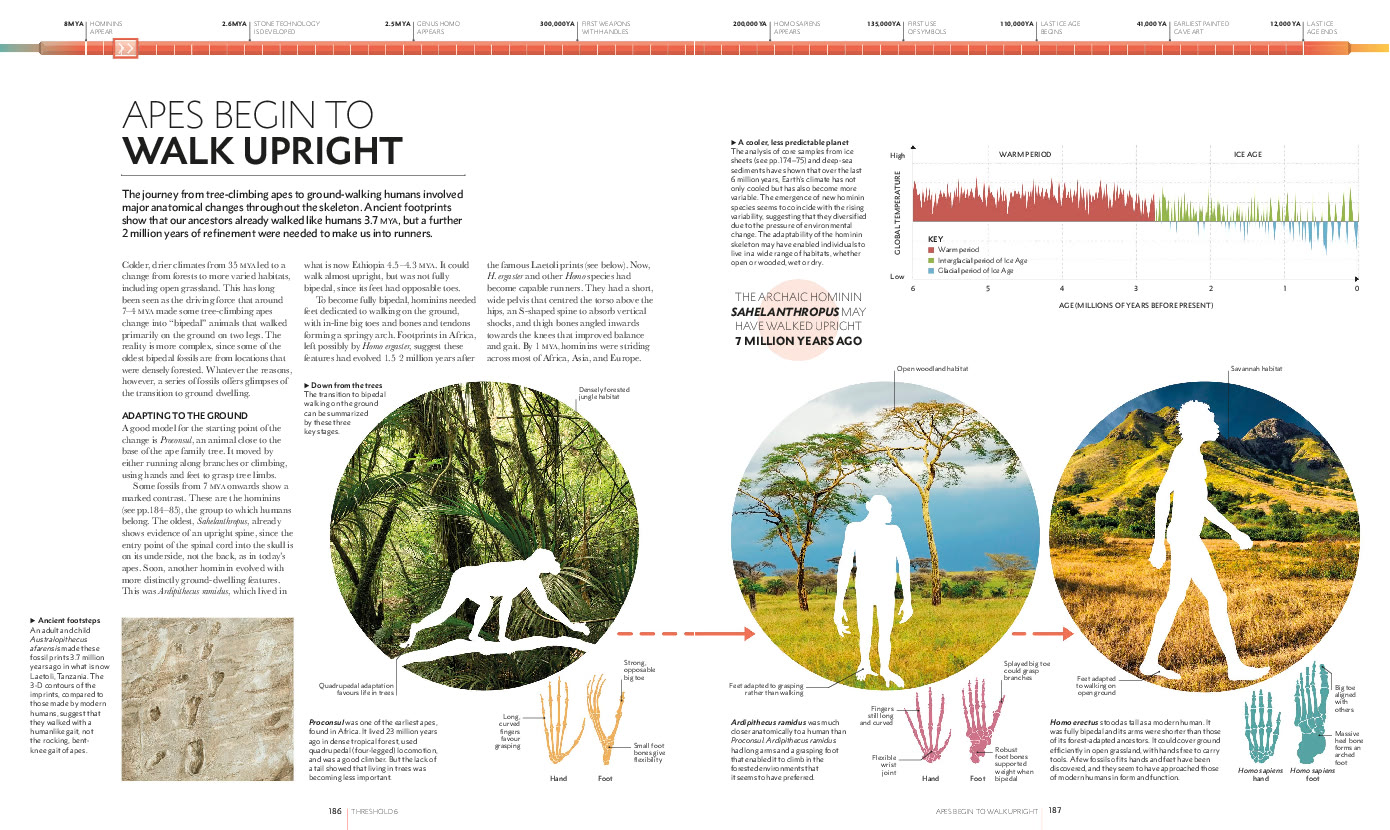 8MYA HOMININS
APPEAR
2.6MYA STONE TECHNOLOGY
IS DEVELOPED
2.5MYA GENUS HOMO
APPEARS
300,000YA FIRST WEAPONS
WITH HANDLES
200,000YA HOMO SAPIENS
APPEARS
135,000YA FIRST USE
OF SYMBOLS
110,000YA LAST ICE AGE
BEGINS
41,000YA EARLIEST PAINTED
CAVE ART
12,000YA LAST ICE
AGE ENDS
APES BEGIN TO
WALK UPRIGHT
The journey from tree-climbing apes to ground-walking humans involved
major anatomical changes throughout the skeleton. Ancient footprints
show that our ancestors already walked like humans 3.7 MYA, but a further
2 million years of refinement were needed to make us into runners.
Colder, drier climates from 35 MYA led to a
change from forests to more varied habitats,
including open grassland. This has long
been seen as the driving force that around
7–4 MYA made some tree-climbing apes
change into “bipedal” animals that walked
primarily on the ground on two legs. The
reality is more complex, since some of the
oldest bipedal fossils are from locations that
were densely forested. Whatever the reasons,
however, a series of fossils offers glimpses of
the transition to ground dwelling.
ADAPTING TO THE GROUND
A good model for the starting point of the
change is Proconsul, an animal close to the
base of the ape family tree. It moved by
either running along branches or climbing,
using hands and feet to grasp tree limbs.
Some fossils from 7 MYA onwards show a
marked contrast. These are the hominins
(see pp.184–85), the group to which humans
belong. The oldest, Sahelanthropus, already
shows evidence of an upright spine, since the
entry point of the spinal cord into the skull is
on its underside, not the back, as in today's
apes. Soon, another hominin evolved with
more distinctly ground-dwelling features.
This was Ardipithecus ramidus, which lived in
what is now Ethiopia 4.5–4.3 MYA. It could
walk almost upright, but was not fully
bipedal, since its feet had opposable toes.
To become fully bipedal, hominins needed
feet dedicated to walking on the ground,
with in-line big toes and bones and tendons
forming a springy arch. Footprints in Africa,
left possibly by Homo ergaster, suggest these
features had evolved 1.5–2 million years after
the famous Laetoli prints (see below). Now,
H. ergaster and other Homo species had
become capable runners. They had a short,
wide pelvis that centred the torso above the
hips, an S-shaped spine to absorb vertical
shocks, and thigh bones angled inwards
towards the knees that improved balance
and gait. By 1 MYA, hominins were striding
across most of Africa, Asia, and Europe.
▶ Down from the trees
The transition to bipedal
walking on the ground
can be summarized
by these three
key stages.
Densely forested
jungle habitat
▶ Ancient footsteps
An adult and child
Australopithecus
afarensis made these
fossil prints 3.7 million
years ago in what is now
Laetoli, Tanzania. The
3-D contours of the
imprints, compared to
those made by modern
humans, suggest that
they walked with a
humanlike gait, not
the rocking, bent-
knee gait of apes.
Quadrupedal adaptation
favours life in trees
Proconsul was one of the earliest apes,
found in Africa. It lived 23 million years
ago in dense tropical forest, used
quadrupedal (four-legged) locomotion,
and was a good climber. But the lack of
a tail showed that living in trees was
becoming less important.
Long,
curved
fingers
favour
grasping
Strong,
opposable
big toe
Small foot
bones give
flexibility
Hand
Foot
186 THRESHOLD 6
▶ A cooler, less predictable planet
The analysis of core samples from ice
sheets (see pp.174–75) and deep-sea
sediments have shown that over the last
6 million years, Earth's climate has not
only cooled but has also become more
variable. The emergence of new hominin
species seems to coincide with the rising
variability, suggesting that they diversified
due to the pressure of environmental
change. The adaptability of the hominin
skeleton may have enabled individuals to
live in a wide range of habitats, whether
open or wooded, wet or dry.
High
GLOBAL TEMPERATURE
Low
WARM PERIOD
ICE AGE
KEY
Warm period
Interglacial period of Ice Age
Glacial period of Ice Age
6 5 4 3 2 1 0
AGE (MILLIONS OF YEARS BEFORE PRESENT)
THE ARCHAIC HOMININ
SAHELANTHROPUS MAY
HAVE WALKED UPRIGHT
7 MILLION YEARS AGO
Open woodland habitat
Savannah habitat
Feet adapted to grasping
rather than walking
Ardipithecus ramidus was much
closer anatomically to a human than
Proconsul. Ardipithecus ramidus
had long arms and a grasping foot
that enabled it to climb in the
forested environments that
it seems to have preferred.
Fingers
still long
and curved
Flexible
wrist
joint
Splayed big toe
could grasp
branches
Robust
foot bones
supported
weight when
bipedal
Hand
Foot
Feet adapted
to walking on
open ground
Homo erectus stood as tall as a modern human. It
was fully bipedal and its arms were shorter than those
of its forest-adapted ancestors. It could cover ground
efficiently in open grassland, with hands free to carry
tools. A few fossils of its hands and feet have been
discovered, and they seem to have approached those
of modern humans in form and function.
Big toe
aligned
with
others
Massive
heel bone
forms an
arched
foot
Homo sapiens
hand
Homo sapiens
foot
APES BEGIN TO WALK UPRIGHT 187